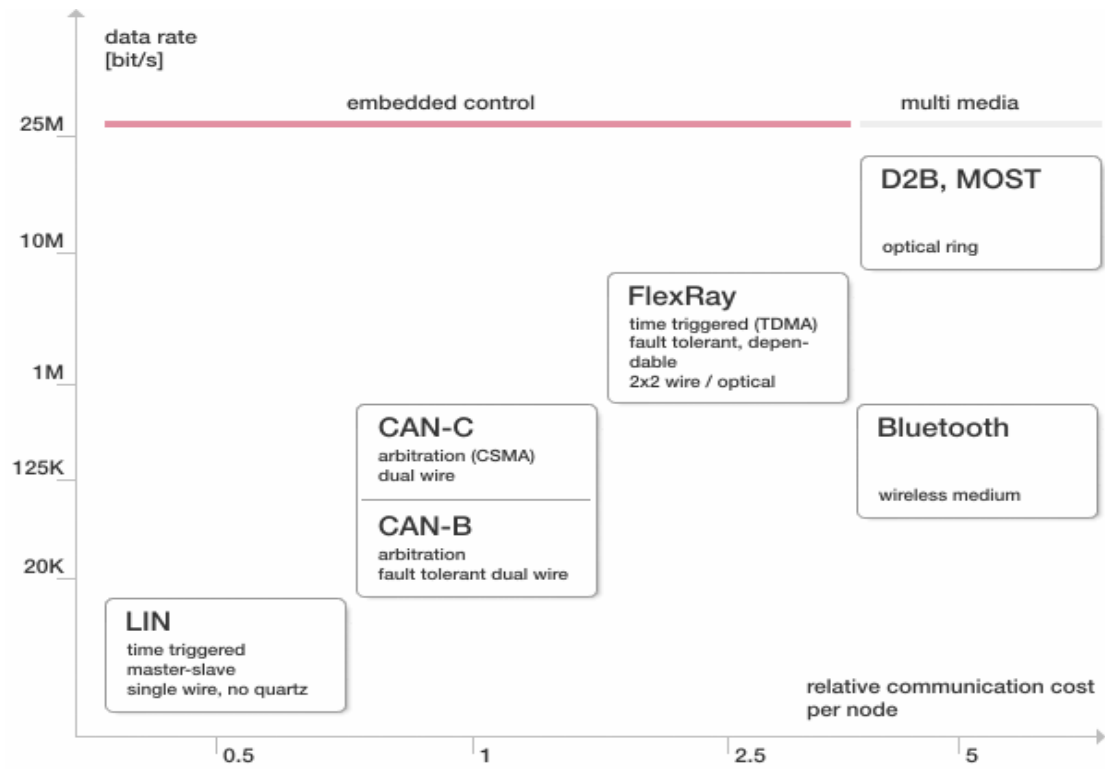 data rate
[bit/s]
embedded control
multi media
25M
D2B, MOST
optical ring
10M
FlexRay
time triggered (TDMA)
fault tolerant, depen-
dable
2x2 wire / optical
1M
CAN-C
arbitration (CSMA)
dual wire
Bluetooth
wireless medium
125K
CAN-B
arbitration
fault tolerant dual wire
20K
LIN
time triggered
master-slave
single wire, no quartz
relative communication cost
per node
0.5
1
2.5
5